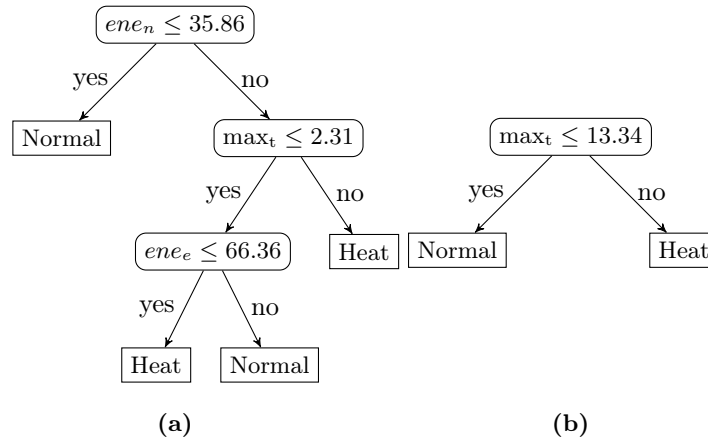 ene_n ≤ 35.86
yes
no
Normal
max_t ≤ 2.31
max_t ≤ 13.34
yes
no
yes
no
ene_e ≤ 66.36
Heat
Normal
Heat
yes
no
Heat
Normal
(a)
(b)